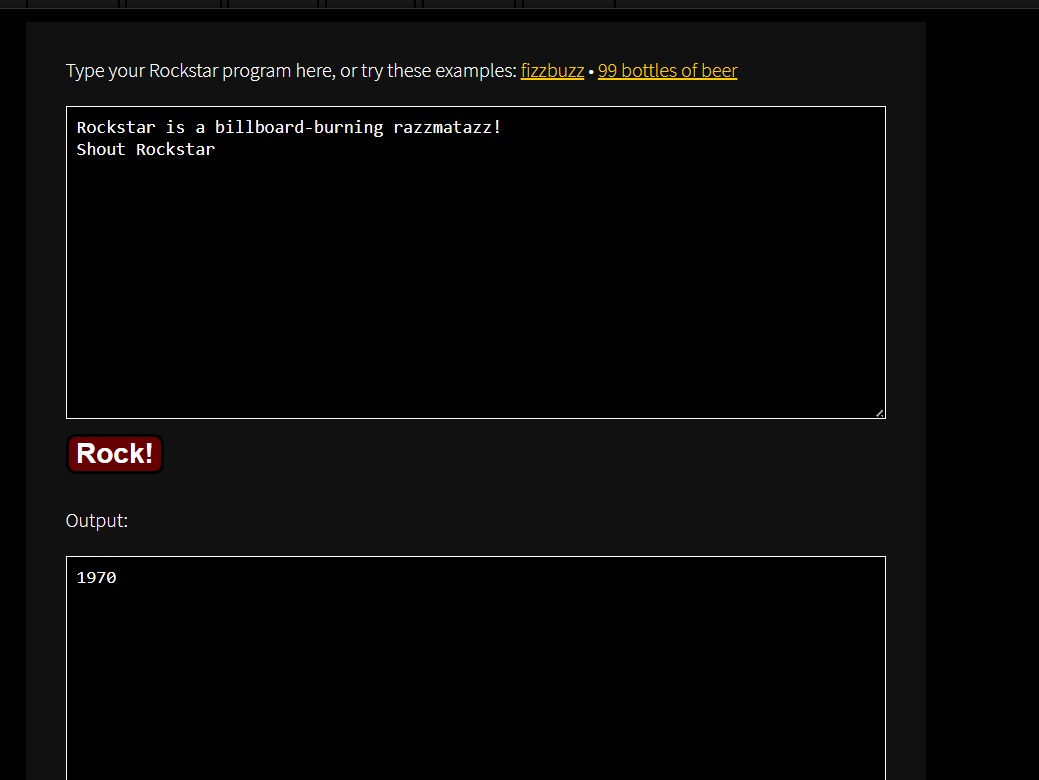 Type your Rockstar program here, or try these examples: fizzbuzz • 99 bottles of beer
Rockstar is a billboard-burning razzmatazz!
Shout Rockstar
Rock!
Output:
1970